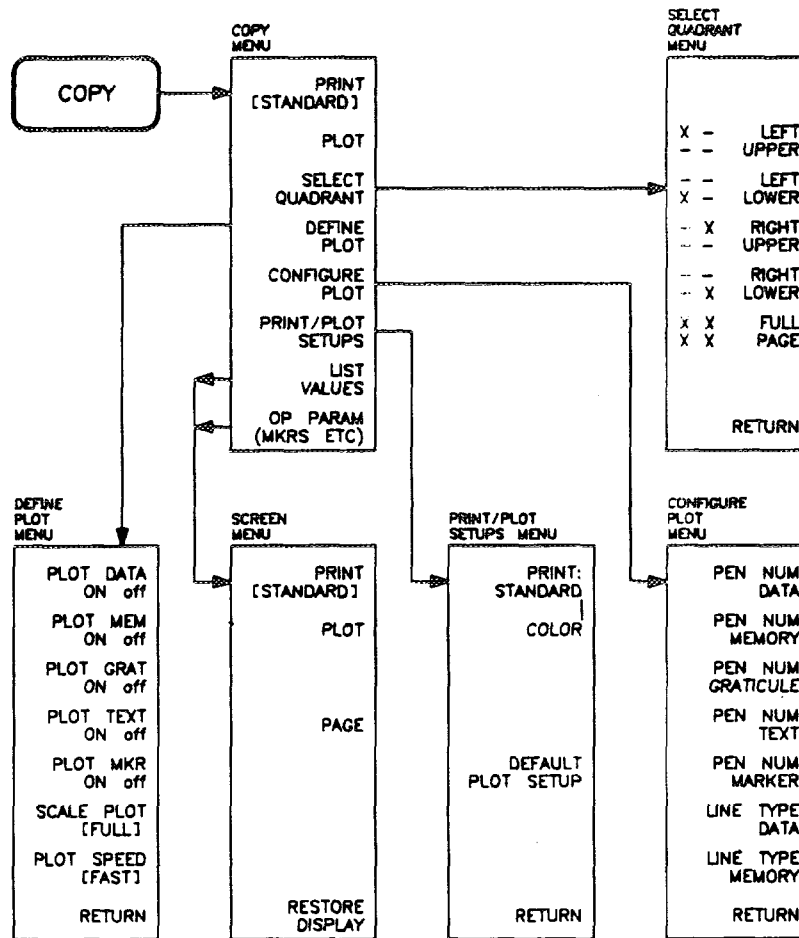 COPY
COPY
MENU
PRINT
[STANDARD]
PLOT
SELECT
QUADRANT
DEFINE
PLOT
CONFIGURE
PLOT
PRINT/PLOT
SETUPS
LIST
VALUES
OP PARAM
(MKRS ETC)
SELECT
QUADRANT
MENU
X - LEFT
- - UPPER
- - LEFT
X - LOWER
- X RIGHT
- - UPPER
- - RIGHT
- X LOWER
X X FULL
X X PAGE
RETURN
DEFINE
PLOT
MENU
PLOT DATA
ON off
PLOT MEM
ON off
PLOT GRAT
ON off
PLOT TEXT
ON off
PLOT MKR
ON off
SCALE PLOT
[FULL]
PLOT SPEED
[FAST]
RETURN
SCREEN
MENU
PRINT
[STANDARD]
PLOT
PAGE
RESTORE
DISPLAY
PRINT/PLOT
SETUPS MENU
PRINT:
STANDARD
COLOR
DEFAULT
PLOT SETUP
RETURN
CONFIGURE
PLOT
MENU
PEN NUM
DATA
PEN NUM
MEMORY
PEN NUM
GRATICULE
PEN NUM
TEXT
PEN NUM
MARKER
LINE TYPE
DATA
LINE TYPE
MEMORY
RETURN